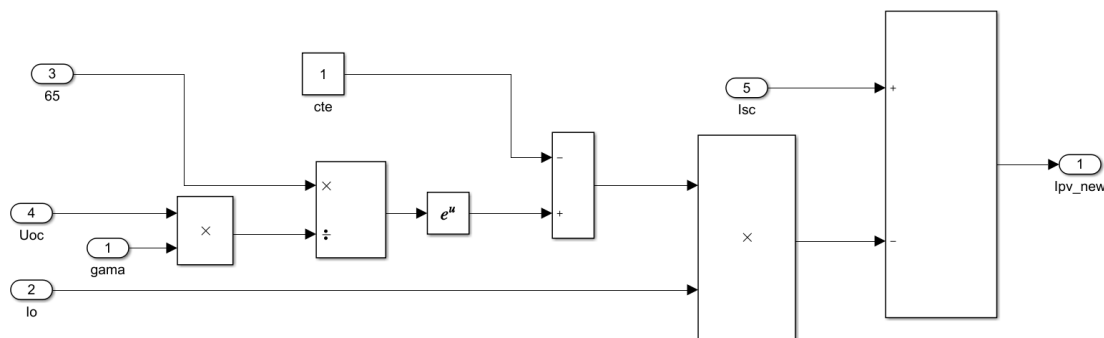 3
65
1
cte
5
Isc
+
−
+
1
Ipv_new
×
÷
e^u
4
Uoc
×
1
gama
×
−
2
Io